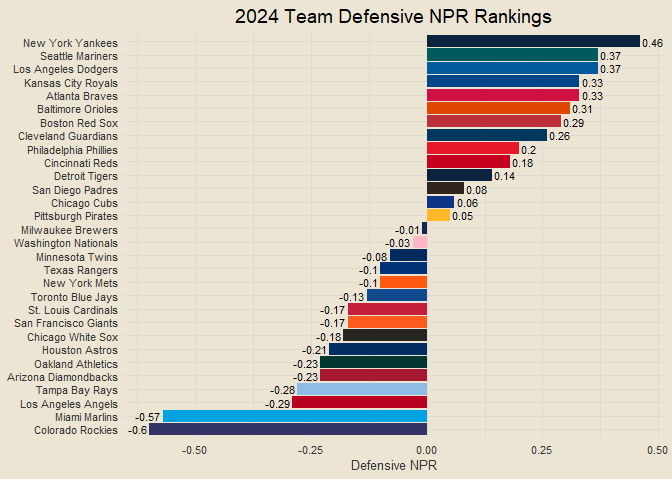 2024 Team Defensive NPR Rankings
New York Yankees 0.46
Seattle Mariners 0.37
Los Angeles Dodgers 0.37
Kansas City Royals 0.33
Atlanta Braves 0.33
Baltimore Orioles 0.31
Boston Red Sox 0.29
Cleveland Guardians 0.26
Philadelphia Phillies 0.2
Cincinnati Reds 0.18
Detroit Tigers 0.14
San Diego Padres 0.08
Chicago Cubs 0.06
Pittsburgh Pirates 0.05
Milwaukee Brewers -0.01
Washington Nationals -0.03
Minnesota Twins -0.08
Texas Rangers -0.1
New York Mets -0.1
Toronto Blue Jays -0.13
St. Louis Cardinals -0.17
San Francisco Giants -0.17
Chicago White Sox -0.18
Houston Astros -0.21
Oakland Athletics -0.23
Arizona Diamondbacks -0.23
Tampa Bay Rays -0.28
Los Angeles Angels -0.29
Miami Marlins -0.57
Colorado Rockies -0.6
-0.50 -0.25 0.00 0.25 0.50
Defensive NPR